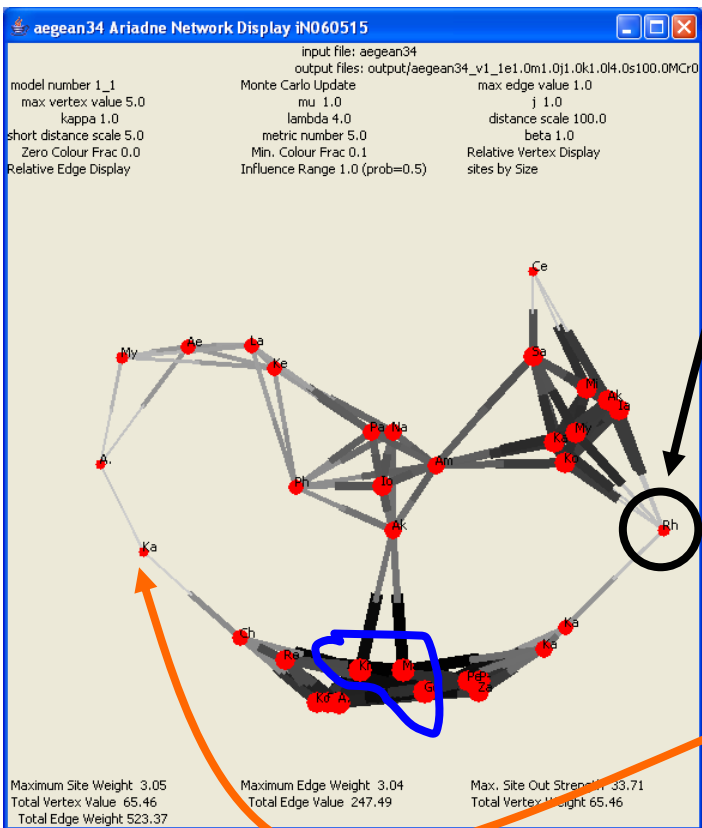 aegean34 Ariadne Network Display iN060515
input file: aegean34
output files: output/aegean34_v1_1e1.0m1.0j1.0k1.0l4.0s100.0MCr0
model number 1_1 Monte Carlo Update max edge value 1.0
max vertex value 5.0 mu 1.0 j 1.0
kappa 1.0 lambda 4.0 distance scale 100.0
short distance scale 5.0 metric number 5.0 beta 1.0
Zero Colour Frac 0.0 Min. Colour Frac 0.1 Relative Vertex Display
Relative Edge Display Influence Range 1.0 (prob=0.5) sites by Size
Ce
My Ae La Sa
Ke
Mi
Ak
Ia
Pa Na My
Ka
A. Am Ko
Ph Io
Ak Rh
Ka
Ka
Ch
Ka
Kn
Pa
Za
Maximum Site Weight 3.05 Maximum Edge Weight 3.04 Max. Site Out Strength 33.71
Total Vertex Value 65.46 Total Edge Value 247.49 Total Vertex Weight 65.46
Total Edge Weight 523.37